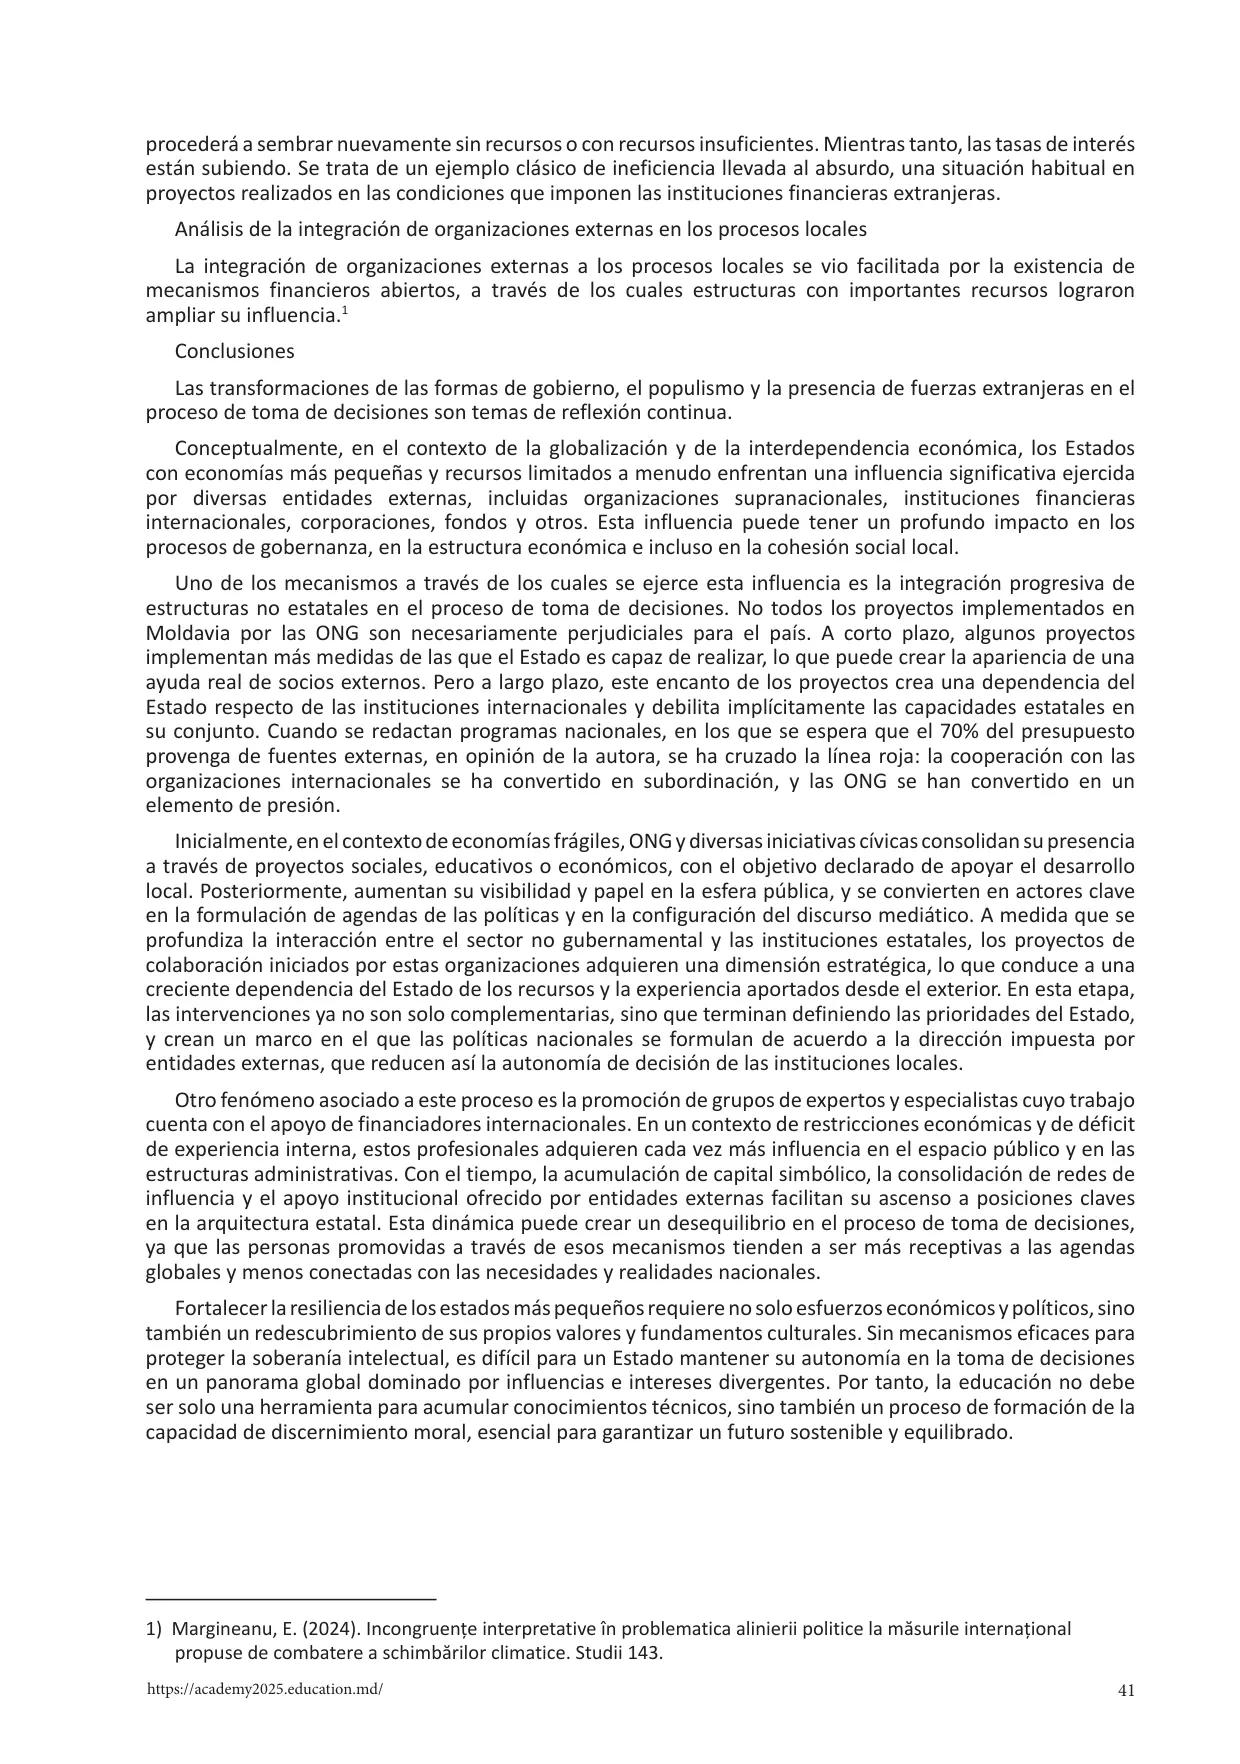 procederá a sembrar nuevamente sin recursos o con recursos insuficientes. Mientras tanto, las tasas de interés
están subiendo. Se trata de un ejemplo clásico de ineficiencia llevada al absurdo, una situación habitual en
proyectos realizados en las condiciones que imponen las instituciones financieras extranjeras.
Análisis de la integración de organizaciones externas en los procesos locales
La integración de organizaciones externas a los procesos locales se vio facilitada por la existencia de
mecanismos financieros abiertos, a través de los cuales estructuras con importantes recursos lograron
ampliar su influencia.1
Conclusiones
Las transformaciones de las formas de gobierno, el populismo y la presencia de fuerzas extranjeras en el
proceso de toma de decisiones son temas de reflexión continua.
Conceptualmente, en el contexto de la globalización y de la interdependencia económica, los Estados
con economías más pequeñas y recursos limitados a menudo enfrentan una influencia significativa ejercida
por diversas entidades externas, incluidas organizaciones supranacionales, instituciones financieras
internacionales, corporaciones, fondos y otros. Esta influencia puede tener un profundo impacto en los
procesos de gobernanza, en la estructura económica e incluso en la cohesión social local.
Uno de los mecanismos a través de los cuales se ejerce esta influencia es la integración progresiva de
estructuras no estatales en el proceso de toma de decisiones. No todos los proyectos implementados en
Moldavia por las ONG son necesariamente perjudiciales para el país. A corto plazo, algunos proyectos
implementan más medidas de las que el Estado es capaz de realizar, lo que puede crear la apariencia de una
ayuda real de socios externos. Pero a largo plazo, este encanto de los proyectos crea una dependencia del
Estado respecto de las instituciones internacionales y debilita implícitamente las capacidades estatales en
su conjunto. Cuando se redactan programas nacionales, en los que se espera que el 70% del presupuesto
provenga de fuentes externas, en opinión de la autora, se ha cruzado la línea roja: la cooperación con las
organizaciones internacionales se ha convertido en subordinación, y las ONG se han convertido en un
elemento de presión.
Inicialmente, en el contexto de economías frágiles, ONG y diversas iniciativas cívicas consolidan su presencia
a través de proyectos sociales, educativos o económicos, con el objetivo declarado de apoyar el desarrollo
local. Posteriormente, aumentan su visibilidad y papel en la esfera pública, y se convierten en actores clave
en la formulación de agendas de las políticas y en la configuración del discurso mediático. A medida que se
profundiza la interacción entre el sector no gubernamental y las instituciones estatales, los proyectos de
colaboración iniciados por estas organizaciones adquieren una dimensión estratégica, lo que conduce a una
creciente dependencia del Estado de los recursos y la experiencia aportados desde el exterior. En esta etapa,
las intervenciones ya no son solo complementarias, sino que terminan definiendo las prioridades del Estado,
y crean un marco en el que las políticas nacionales se formulan de acuerdo a la dirección impuesta por
entidades externas, que reducen así la autonomía de decisión de las instituciones locales.
Otro fenómeno asociado a este proceso es la promoción de grupos de expertos y especialistas cuyo trabajo
cuenta con el apoyo de financiadores internacionales. En un contexto de restricciones económicas y de déficit
de experiencia interna, estos profesionales adquieren cada vez más influencia en el espacio público y en las
estructuras administrativas. Con el tiempo, la acumulación de capital simbólico, la consolidación de redes de
influencia y el apoyo institucional ofrecido por entidades externas facilitan su ascenso a posiciones claves
en la arquitectura estatal. Esta dinámica puede crear un desequilibrio en el proceso de toma de decisiones,
ya que las personas promovidas a través de esos mecanismos tienden a ser más receptivas a las agendas
globales y menos conectadas con las necesidades y realidades nacionales.
Fortalecer la resiliencia de los estados más pequeños requiere no solo esfuerzos económicos y políticos, sino
también un redescubrimiento de sus propios valores y fundamentos culturales. Sin mecanismos eficaces para
proteger la soberanía intelectual, es difícil para un Estado mantener su autonomía en la toma de decisiones
en un panorama global dominado por influencias e intereses divergentes. Por tanto, la educación no debe
ser solo una herramienta para acumular conocimientos técnicos, sino también un proceso de formación de la
capacidad de discernimiento moral, esencial para garantizar un futuro sostenible y equilibrado.
1) Margineanu, E. (2024). Incongruențe interpretative în problematica alinierii politice la măsurile internațional
propuse de combatere a schimbărilor climatice. Studii 143.
https://academy2025.education.md/
41